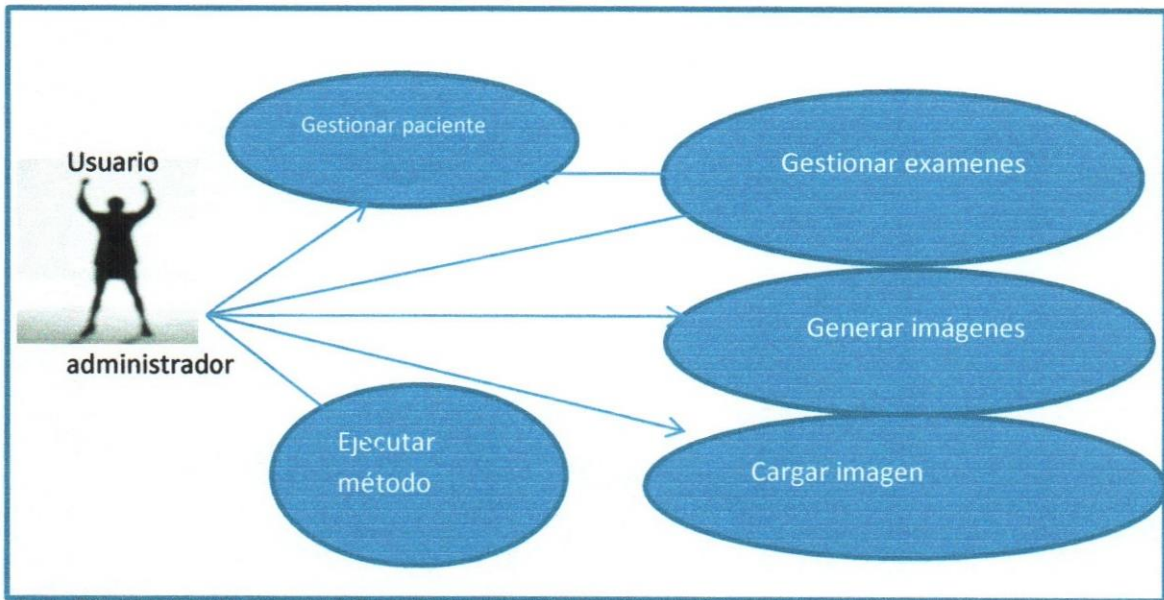 Gestionar paciente
Usuario
Gestionar examenes
Generar imágenes
administrador
Ejecutar
método
Cargar imagen